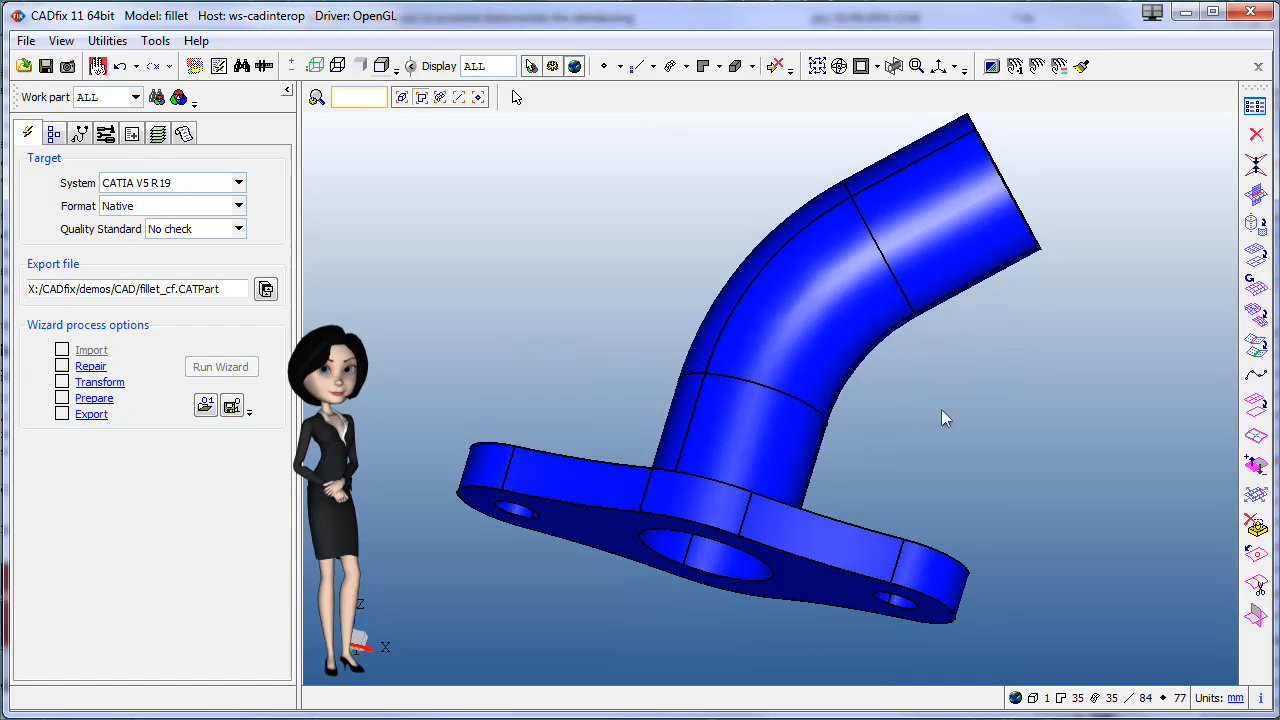 CADfix 11 64bit Model: fillet Host: ws-cadinterop Driver: OpenGL
File View Utilities Tools Help
Display ALL
Work part ALL
Target
System CATIA V5 R19
Format Native
Quality Standard No check
Export file
X:/CADfix/demos/CAD/fillet_cf.CATPart
Wizard process options
Import
Repair
Run Wizard
Transform
Prepare
Export
Z
X
1 35 35 84 77 Units: mm